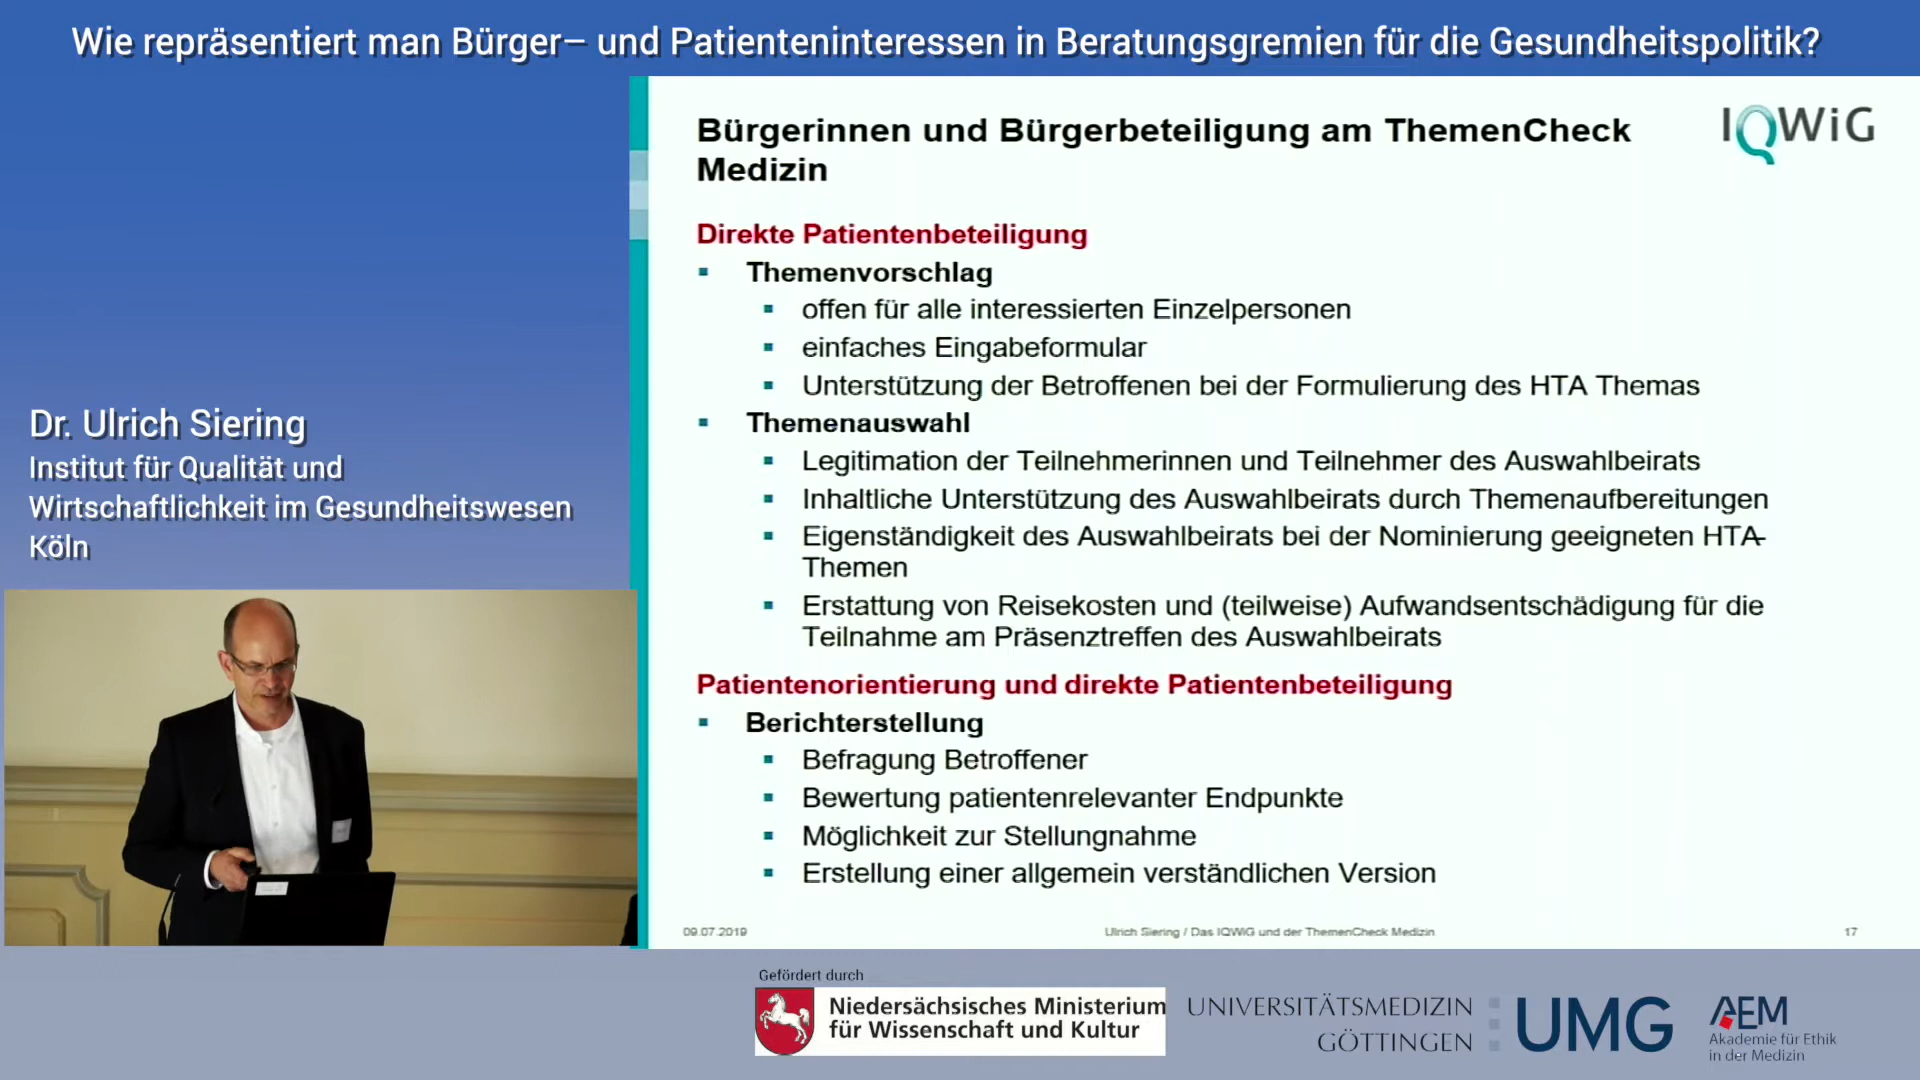 Wie repräsentiert man Bürger– und Patienteninteressen in Beratungsgremien für die Gesundheitspolitik?
Dr. Ulrich Siering
Institut für Qualität und
Wirtschaftlichkeit im Gesundheitswesen
Köln
IQWiG
Bürgerinnen und Bürgerbeteiligung am ThemenCheck
Medizin
Direkte Patientenbeteiligung
Themenvorschlag
offen für alle interessierten Einzelpersonen
einfaches Eingabeformular
Unterstützung der Betroffenen bei der Formulierung des HTA Themas
Themenauswahl
Legitimation der Teilnehmerinnen und Teilnehmer des Auswahlbeirats
Inhaltliche Unterstützung des Auswahlbeirats durch Themenaufbereitungen
Eigenständigkeit des Auswahlbeirats bei der Nominierung geeigneten HTA-
Themen
Erstattung von Reisekosten und (teilweise) Aufwandsentschädigung für die
Teilnahme am Präsenztreffen des Auswahlbeirats
Patientenorientierung und direkte Patientenbeteiligung
Berichterstellung
Befragung Betroffener
Bewertung patientenrelevanter Endpunkte
Möglichkeit zur Stellungnahme
Erstellung einer allgemein verständlichen Version
09.07.2019
Ulrich Siering / Das IQWiG und der ThemenCheck Medizin
17
Gefördert durch
Niedersächsisches Ministerium
für Wissenschaft und Kultur
UNIVERSITÄTSMEDIZIN
GÖTTINGEN
UMG
AEM
Akademie für Ethik
in der Medizin